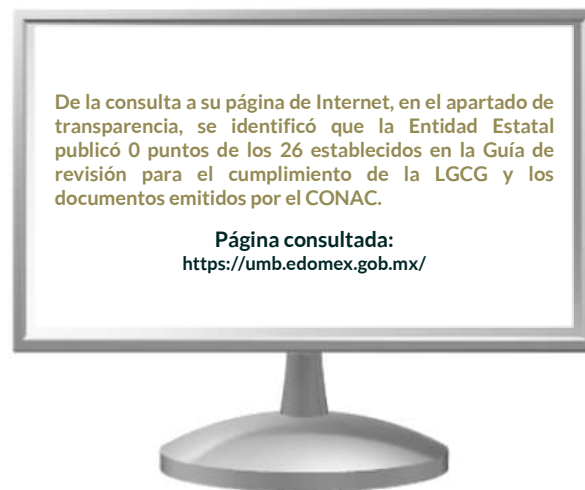 De la consulta a su página de Internet, en el apartado de
transparencia, se identificó que la Entidad Estatal
publicó 0 puntos de los 26 establecidos en la Guía de
revisión para el cumplimiento de la LGCG y los
documentos emitidos por el CONAC.
Página consultada:
https://umb.edomex.gob.mx/